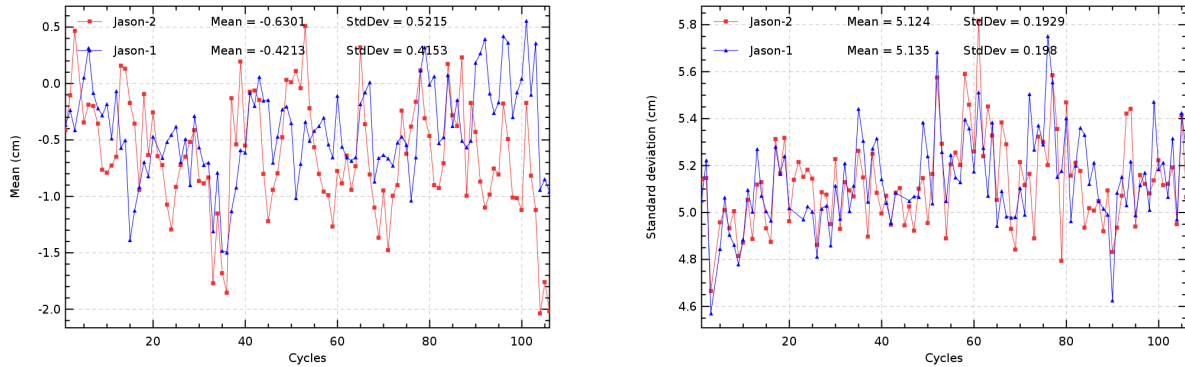 Jason-2 Mean = -0.6301 StdDev = 0.5215
Jason-1 Mean = -0.4213 StdDev = 0.4153
0.5
0.0
-0.5
-1.0
-1.5
-2.0
Mean (cm)
20 40 60 80 100
Cycles
Jason-2 Mean = 5.124 StdDev = 0.1929
Jason-1 Mean = 5.135 StdDev = 0.198
5.8
5.6
5.4
5.2
5.0
4.8
4.6
Standard deviation (cm)
20 40 60 80 100
Cycles